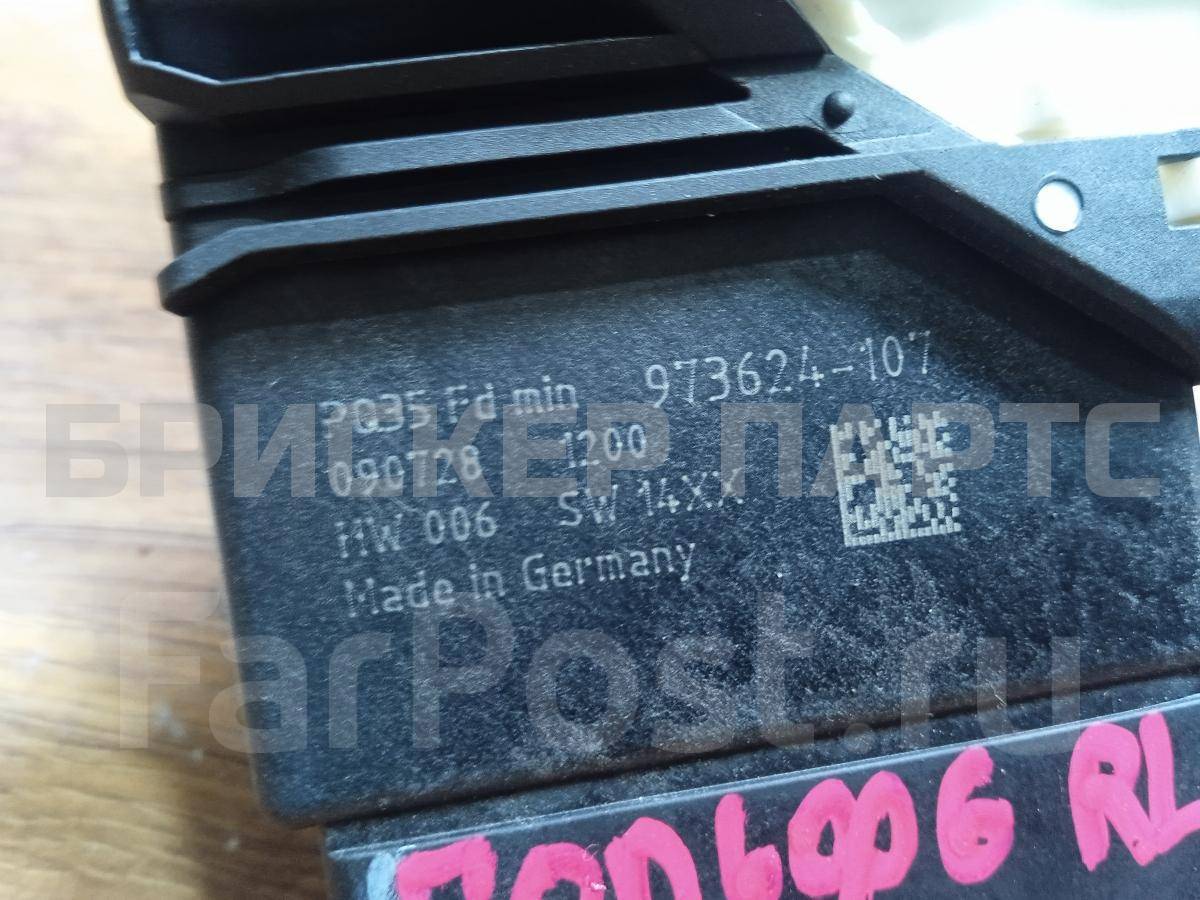 PQ35 Fd min 973624-107
090728 1200
HW 006 SW 14XX
Made in Germany
БРИСКЕР ПАРТС
FarPost.ru
RL